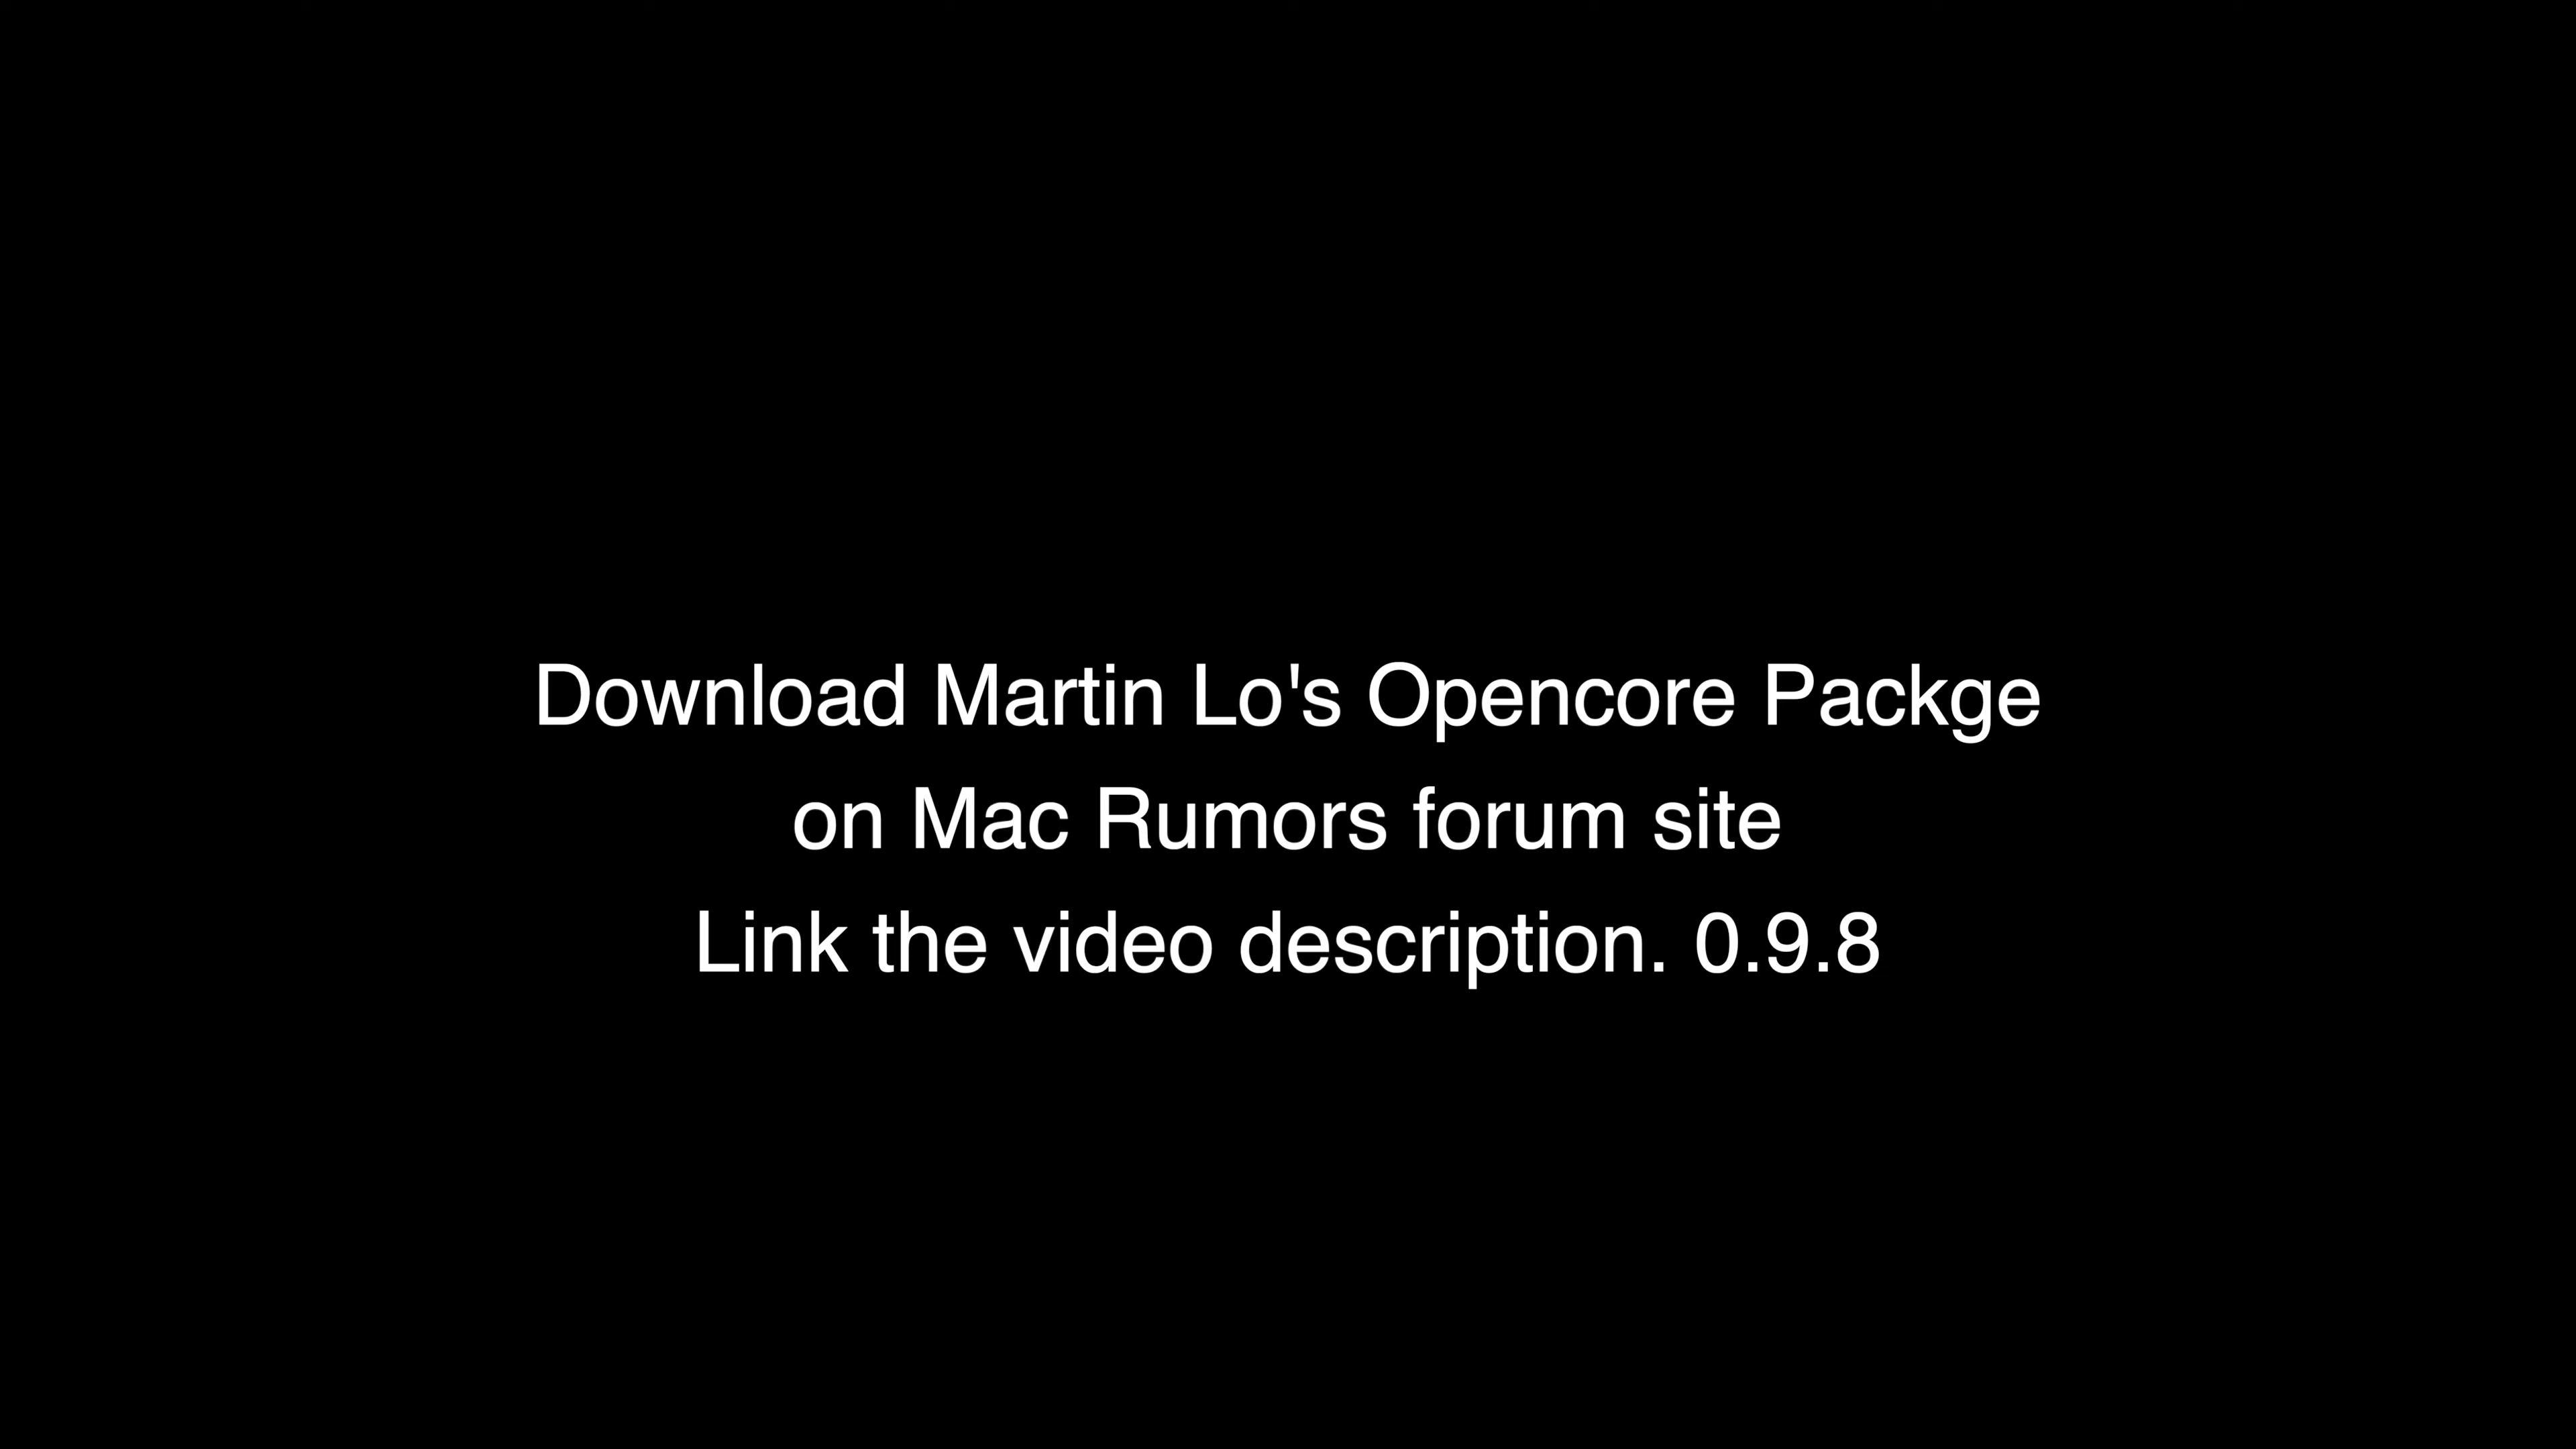 Download Martin Lo's Opencore Packge
on Mac Rumors forum site
Link the video description. 0.9.8